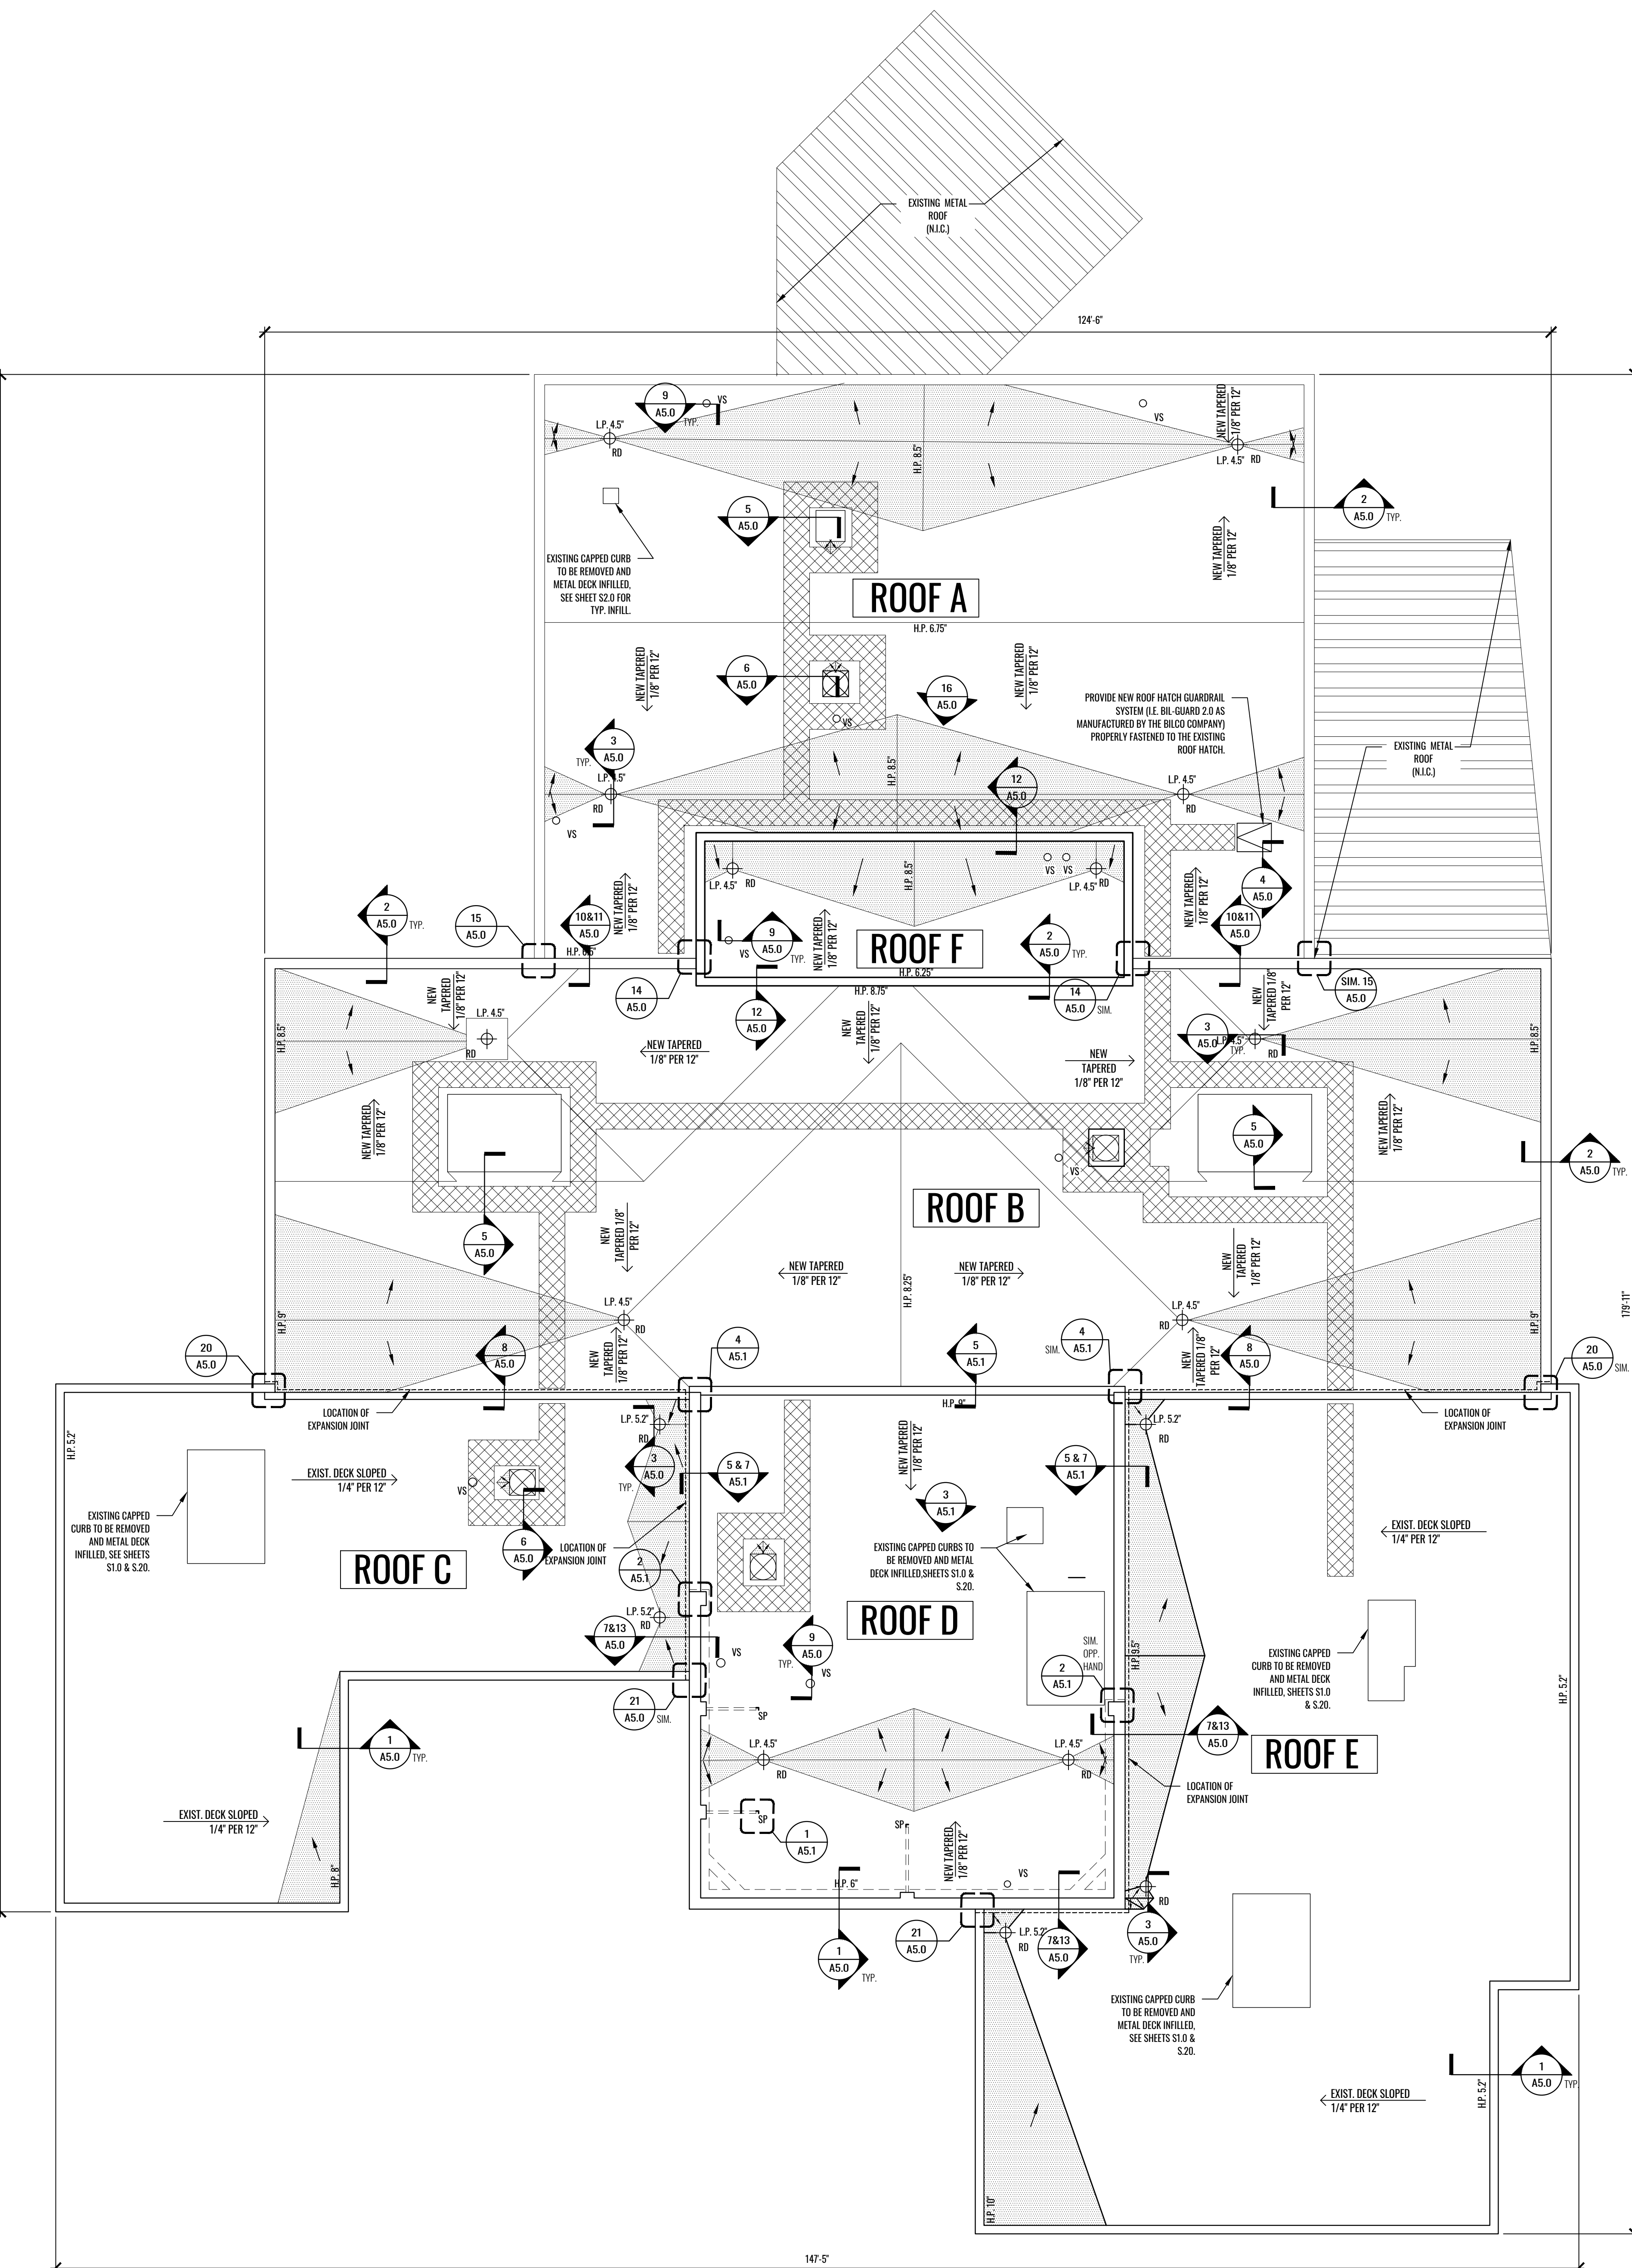 EXISTING METAL
ROOF
(N.I.C.)
124'-6"
9
A5.0
TYP.
VS
VS
NEW TAPERED
1/8" PER 12"
L.P. 4.5"
RD
H.P. 8.5"
L.P. 4.5"
RD
5
A5.0
2
A5.0
TYP.
EXISTING CAPPED CURB
TO BE REMOVED AND
METAL DECK INFILLED,
SEE SHEET S2.0 FOR
TYP. INFILL.
NEW TAPERED
1/8" PER 12"
ROOF A
H.P. 6.75"
NEW TAPERED
1/8" PER 12"
6
A5.0
VS
16
A5.0
NEW TAPERED
1/8" PER 12"
PROVIDE NEW ROOF HATCH GUARDRAIL
SYSTEM (I.E. BIL-GUARD 2.0 AS
MANUFACTURED BY THE BILCO COMPANY)
PROPERLY FASTENED TO THE EXISTING
ROOF HATCH.
EXISTING METAL
ROOF
(N.I.C.)
3
A5.0
TYP.
L.P. 4.5"
RD
VS
H.P. 8.5"
12
A5.0
L.P. 4.5"
RD
L.P. 4.5"
RD
H.P. 8.5"
VS
VS
L.P. 4.5"
RD
4
A5.0
2
A5.0
TYP.
15
A5.0
10&11
A5.0
NEW TAPERED
1/8" PER 12"
H.P. 6.5"
9
A5.0
TYP.
VS
NEW TAPERED
1/8" PER 12"
ROOF F
H.P. 6.25"
2
A5.0
TYP.
NEW TAPERED
1/8" PER 12"
10&11
A5.0
14
A5.0
12
A5.0
H.P. 8.75"
14
A5.0
SIM.
SIM. 15
A5.0
H.P. 8.5"
NEW
TAPERED
1/8" PER 12"
L.P. 4.5"
RD
NEW TAPERED
1/8" PER 12"
NEW
TAPERED
1/8" PER 12"
NEW
TAPERED
1/8" PER 12"
3
A5.0
TYP.
L.P. 4.5"
RD
NEW
TAPERED 1/8"
PER 12"
H.P. 8.5"
NEW TAPERED
1/8" PER 12"
VS
5
A5.0
NEW TAPERED
1/8" PER 12"
2
A5.0
TYP.
5
A5.0
NEW
TAPERED 1/8"
PER 12"
ROOF B
NEW TAPERED
1/8" PER 12"
NEW TAPERED
1/8" PER 12"
NEW
TAPERED
1/8" PER 12"
H.P. 8.25"
H.P. 9"
L.P. 4.5"
RD
L.P. 4.5"
RD
H.P. 9"
179'-11"
20
A5.0
8
A5.0
NEW
TAPERED
1/8" PER 12"
4
A5.1
5
A5.1
4
A5.1
SIM.
NEW
TAPERED 1/8"
PER 12"
8
A5.0
20
A5.0
SIM.
LOCATION OF
EXPANSION JOINT
H.P. 9"
LOCATION OF
EXPANSION JOINT
H.P. 5.2"
L.P. 5.2"
RD
L.P. 5.2"
RD
NEW TAPERED
1/8" PER 12"
EXIST. DECK SLOPED
1/4" PER 12"
VS
3
A5.0
TYP.
5 & 7
A5.1
5 & 7
A5.1
3
A5.1
EXISTING CAPPED
CURB TO BE REMOVED
AND METAL DECK
INFILLED, SEE SHEETS
S1.0 & S.20.
EXIST. DECK SLOPED
1/4" PER 12"
ROOF C
6
A5.0
LOCATION OF
EXPANSION JOINT
2
A5.1
EXISTING CAPPED CURBS TO
BE REMOVED AND METAL
DECK INFILLED,SHEETS S1.0 &
S.20.
L.P. 5.2"
RD
ROOF D
7&13
A5.0
VS
9
A5.0
TYP.
VS
SIM.
OPP.
HAND
2
A5.1
H.P. 9.5"
EXISTING CAPPED
CURB TO BE REMOVED
AND METAL DECK
INFILLED, SHEETS S1.0
& S.20.
H.P. 5.2"
21
A5.0
SIM.
SP
7&13
A5.0
ROOF E
1
A5.0
TYP.
L.P. 4.5"
RD
L.P. 4.5"
RD
LOCATION OF
EXPANSION JOINT
EXIST. DECK SLOPED
1/4" PER 12"
H.P. 8"
SP
1
A5.1
SP
NEW TAPERED
1/8" PER 12"
H.P. 6"
VS
RD
21
A5.0
L.P. 5.2"
RD
7&13
A5.0
3
A5.0
TYP.
1
A5.0
TYP.
EXISTING CAPPED CURB
TO BE REMOVED AND
METAL DECK INFILLED,
SEE SHEETS S1.0 &
S.20.
1
A5.0
TYP.
H.P. 5.2"
EXIST. DECK SLOPED
1/4" PER 12"
H.P. 10"
147'-5"